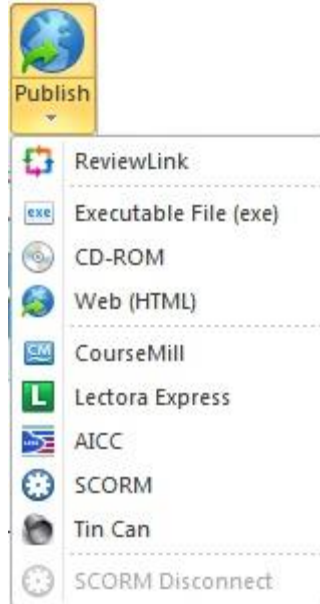 Publish
ReviewLink
exe Executable File (exe)
CD-ROM
Web (HTML)
CM CourseMill
L Lectora Express
AICC
SCORM
Tin Can
SCORM Disconnect